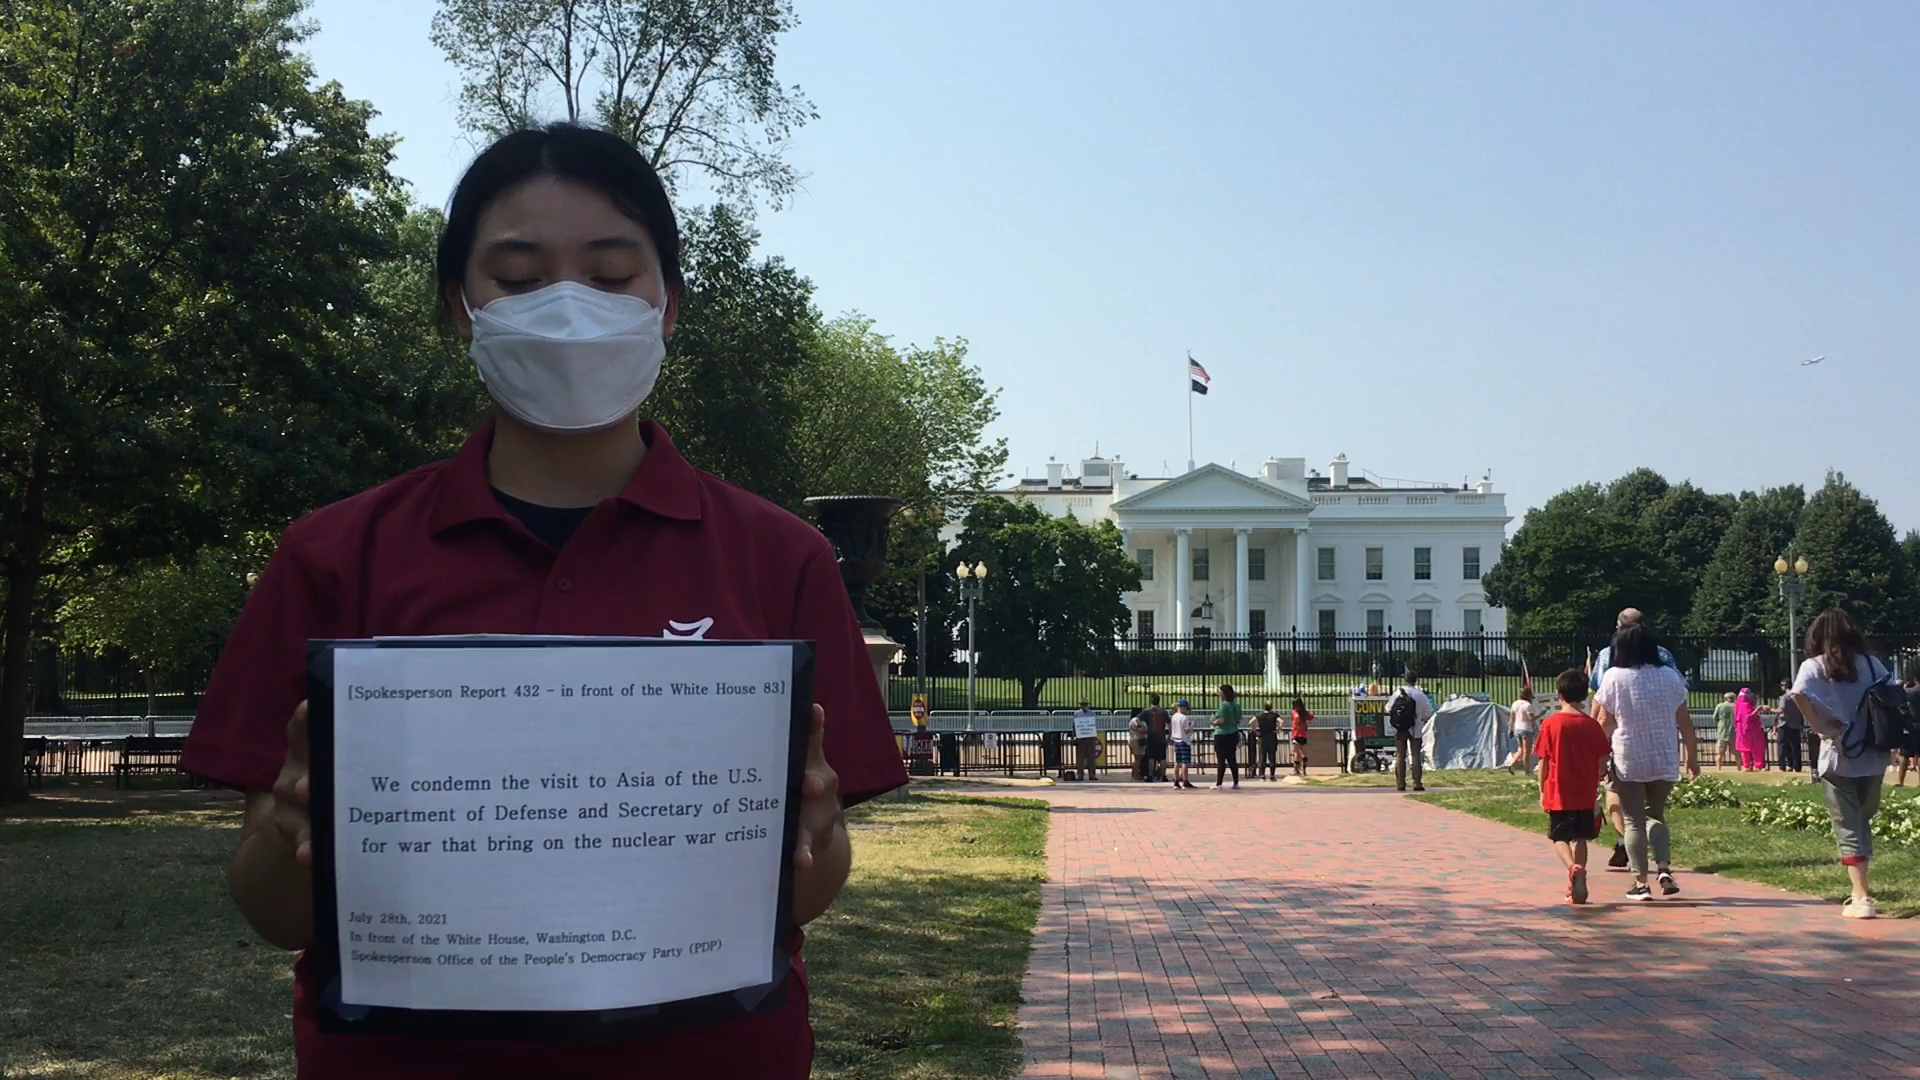 [Spokesperson Report 432 - in front of the White House 83]
We condemn the visit to Asia of the U.S.
Department of Defense and Secretary of State
for war that bring on the nuclear war crisis
July 28th, 2021
In front of the White House, Washington D.C.
Spokesperson Office of the People's Democracy Party (PDP)
CONV
THE